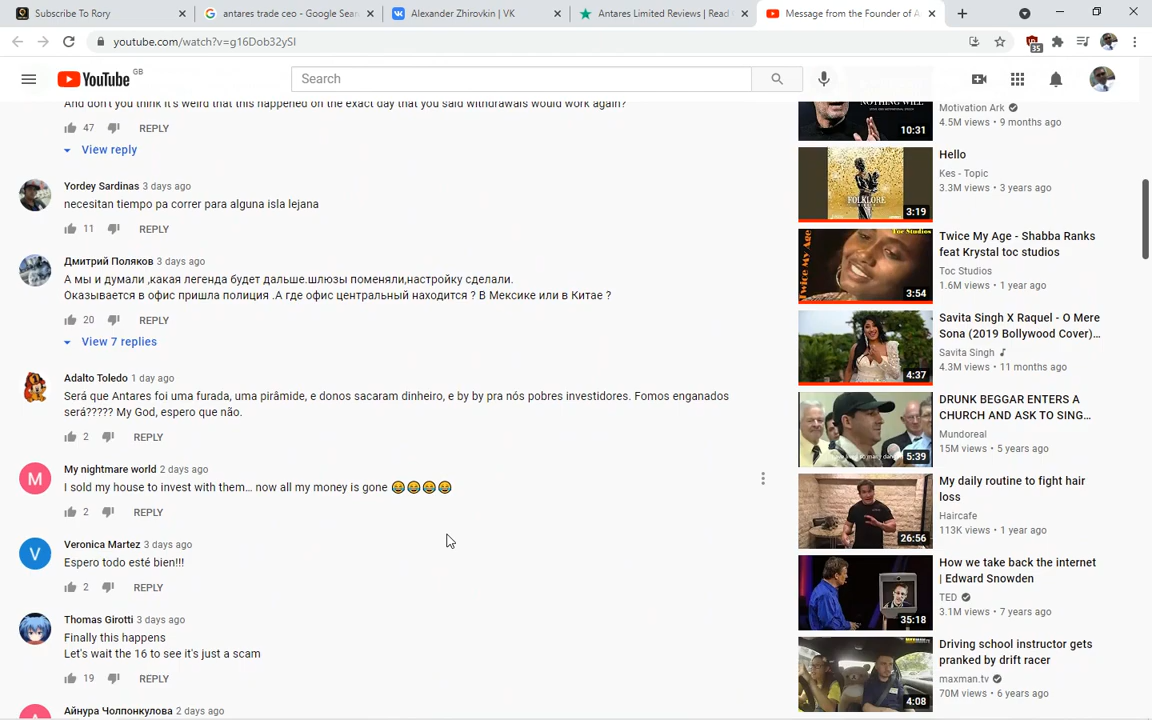 Subscribe To Rory
antares trade ceo - Google Sear
Alexander Zhirovkin | VK
Antares Limited Reviews | Read
Message from the Founder of A
youtube.com/watch?v=g16Dob32ySI
35
YouTube GB
Search
And don't you think it's weird that this happened on the exact day that you said withdrawals would work again?
47 REPLY
View reply
Yordey Sardinas 3 days ago
necesitan tiempo pa correr para alguna isla lejana
11 REPLY
Дмитрий Поляков 3 days ago
А мы и думали ,какая легенда будет дальше.шлюзы поменяли,настройку сделали.
Оказывается в офис пришла полиция .А где офис центральный находится ? В Мексике или в Китае ?
20 REPLY
View 7 replies
Adalto Toledo 1 day ago
Será que Antares foi uma furada, uma pirâmide, e donos sacaram dinheiro, e by by pra nós pobres investidores. Fomos enganados
será????? My God, espero que não.
2 REPLY
M
My nightmare world 2 days ago
I sold my house to invest with them... now all my money is gone 😂😂😂😂
2 REPLY
V
Veronica Martez 3 days ago
Espero todo esté bien!!!
2 REPLY
Thomas Girotti 3 days ago
Finally this happens
Let's wait the 16 to see it's just a scam
19 REPLY
Айнура Чолпонкулова 2 days ago
NOTHING WILL
10:31
Motivation Ark
4.5M views • 9 months ago
FOLKLORE
3:19
Hello
Kes - Topic
3.3M views • 3 years ago
Toc Studios
Twice My Age
3:54
Twice My Age - Shabba Ranks
feat Krystal toc studios
Toc Studios
1.6M views • 1 year ago
4:37
Savita Singh X Raquel - O Mere
Sona (2019 Bollywood Cover)...
Savita Singh
4.3M views • 11 months ago
5:39
DRUNK BEGGAR ENTERS A
CHURCH AND ASK TO SING...
Mundoreal
15M views • 5 years ago
26:56
My daily routine to fight hair
loss
Haircafe
113K views • 1 year ago
35:18
How we take back the internet
| Edward Snowden
TED
3.1M views • 7 years ago
4:08
Driving school instructor gets
pranked by drift racer
maxman.tv
70M views • 6 years ago